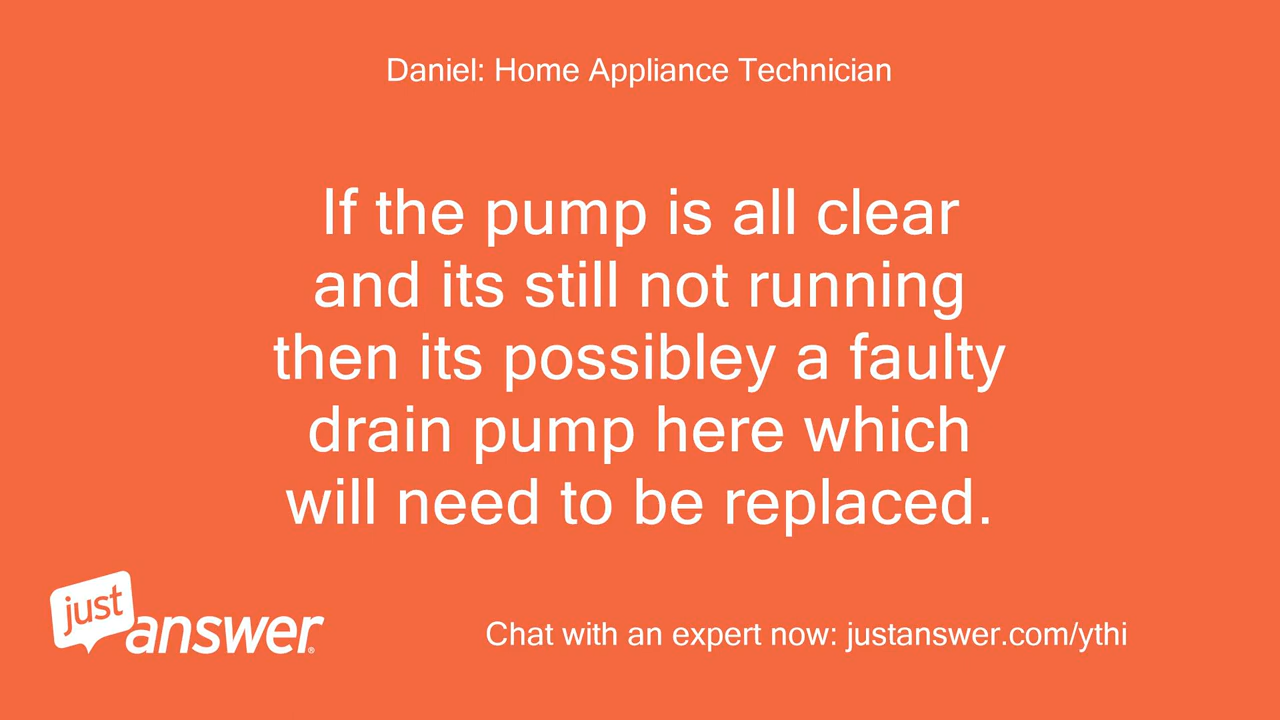 Daniel: Home Appliance Technician
If the pump is all clear
and its still not running
then its possibley a faulty
drain pump here which
will need to be replaced.
just
answer®
Chat with an expert now: justanswer.com/ythi